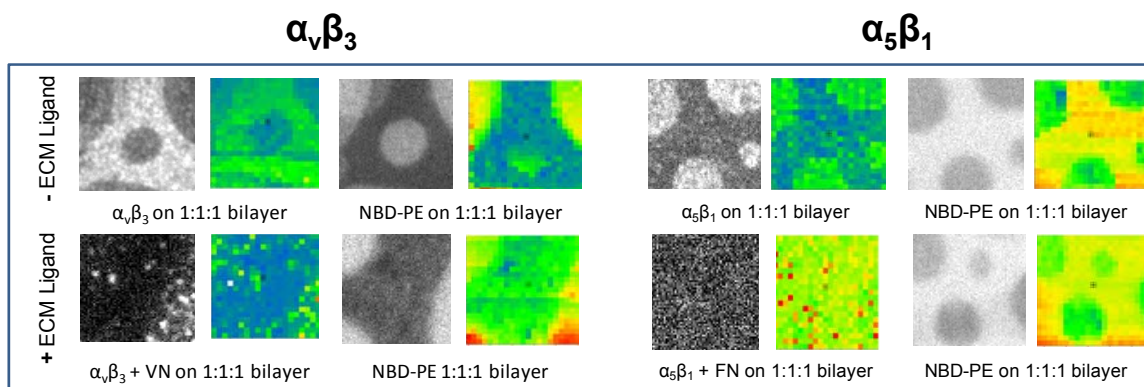 αvβ3 α5β1
- ECM Ligand
αvβ3 on 1:1:1 bilayer NBD-PE on 1:1:1 bilayer α5β1 on 1:1:1 bilayer NBD-PE on 1:1:1 bilayer
+ ECM Ligand
αvβ3 + VN on 1:1:1 bilayer NBD-PE 1:1:1 bilayer α5β1 + FN on 1:1:1 bilayer NBD-PE on 1:1:1 bilayer